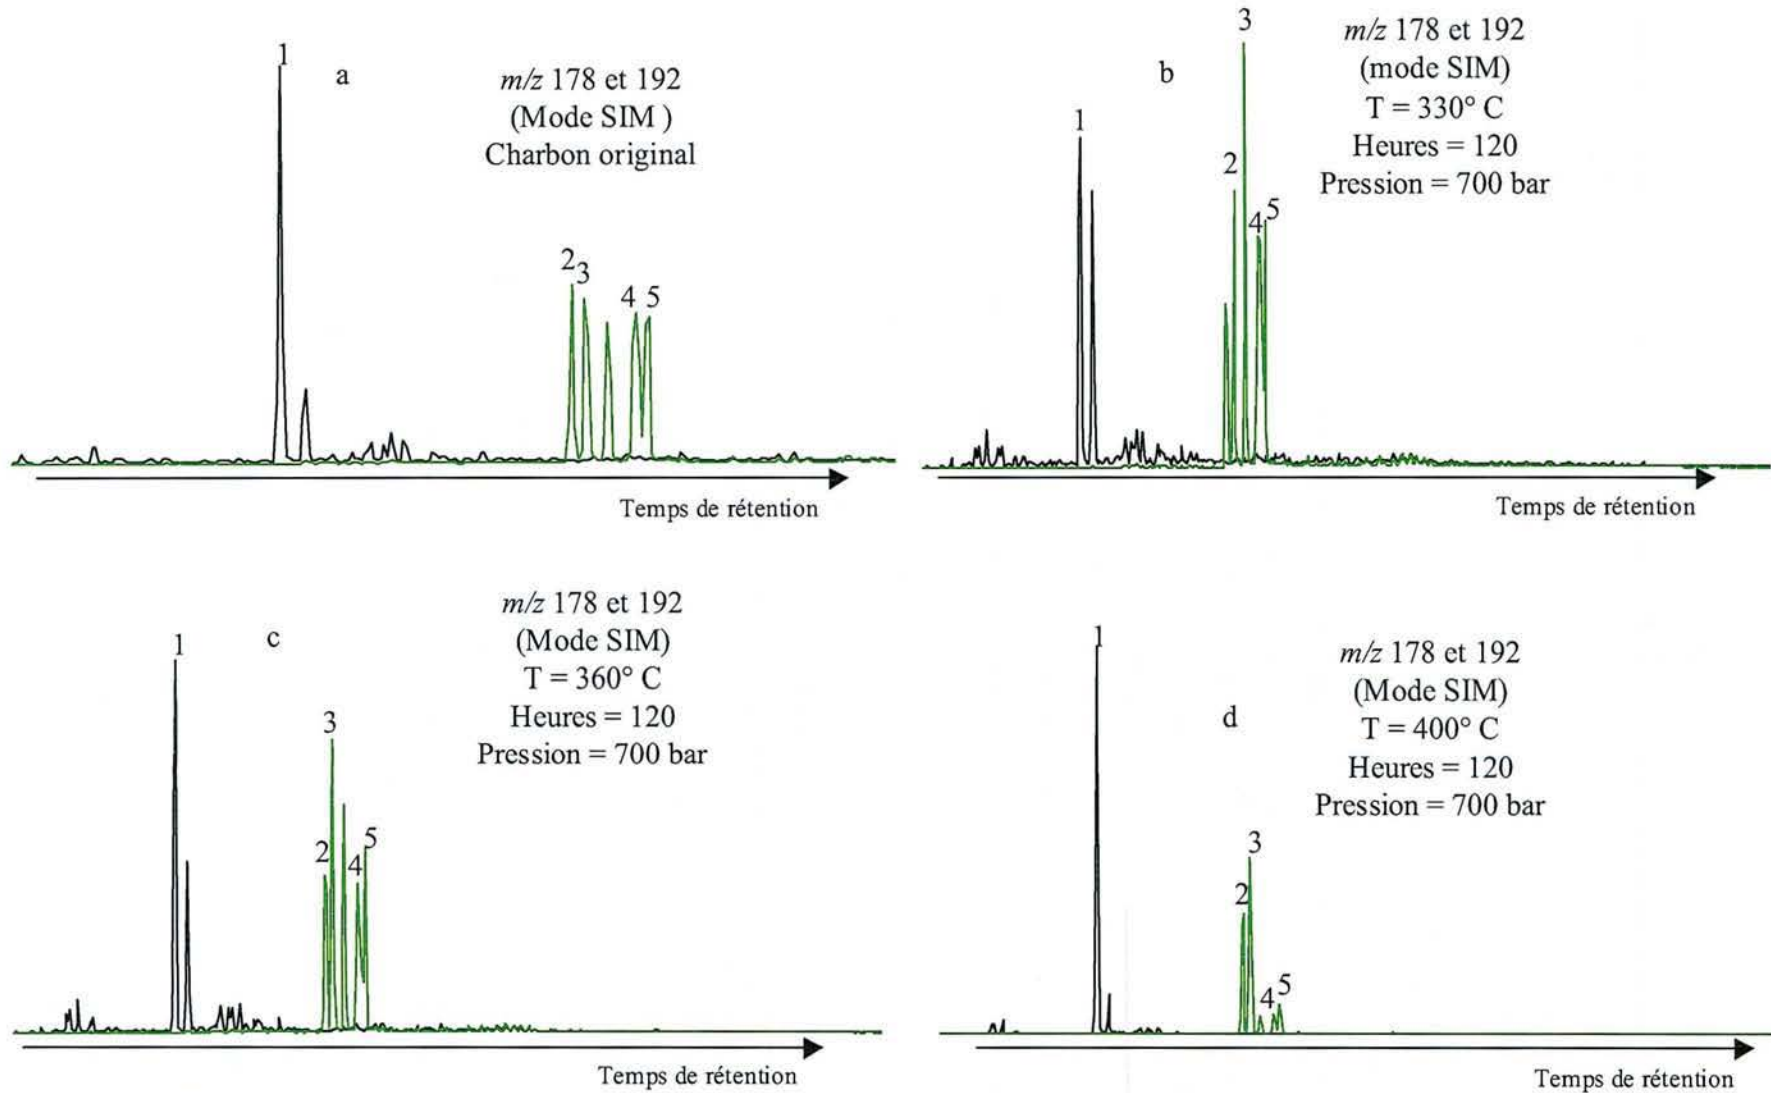 1
a
m/z 178 et 192
(Mode SIM )
Charbon original
2
3
4
5
Temps de rétention
3
b
m/z 178 et 192
(mode SIM)
T = 330° C
Heures = 120
Pression = 700 bar
1
2
4
5
Temps de rétention
1
c
m/z 178 et 192
(Mode SIM)
T = 360° C
Heures = 120
Pression = 700 bar
3
2
4
5
Temps de rétention
1
d
m/z 178 et 192
(Mode SIM)
T = 400° C
Heures = 120
Pression = 700 bar
3
2
4
5
Temps de rétention